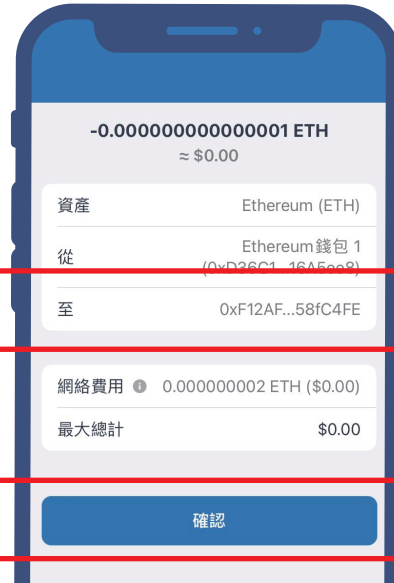 -0.000000000000001 ETH
≈ $0.00
資產 Ethereum (ETH)
從 Ethereum錢包 1
(0xD36C1...16A5ee8)
至 0xF12AF...58fC4FE
網絡費用 0.000000002 ETH ($0.00)
最大總計 $0.00
確認